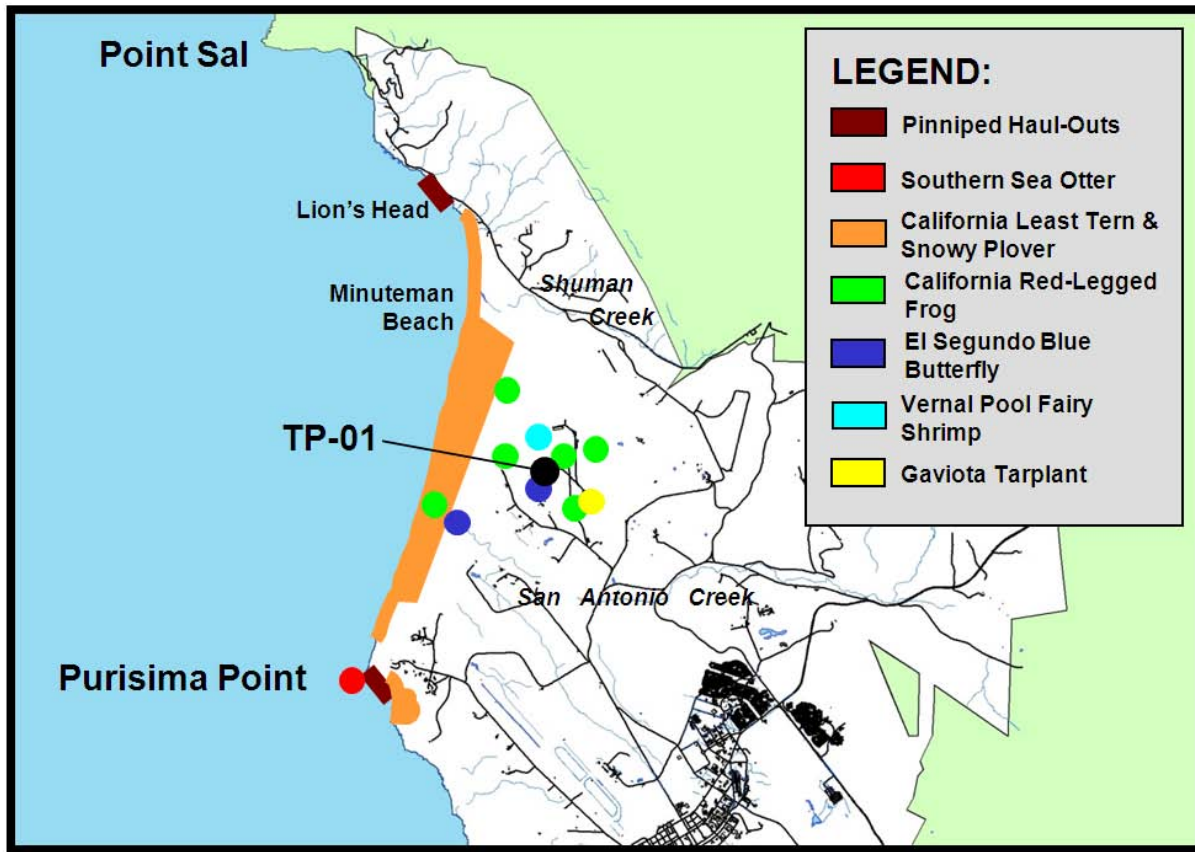 Point Sal
Lion's Head
Minuteman
Beach
Shuman
Creek
TP-01
San Antonio Creek
Purisima Point
LEGEND:
Pinniped Haul-Outs
Southern Sea Otter
California Least Tern &
Snowy Plover
California Red-Legged
Frog
El Segundo Blue
Butterfly
Vernal Pool Fairy
Shrimp
Gaviota Tarplant